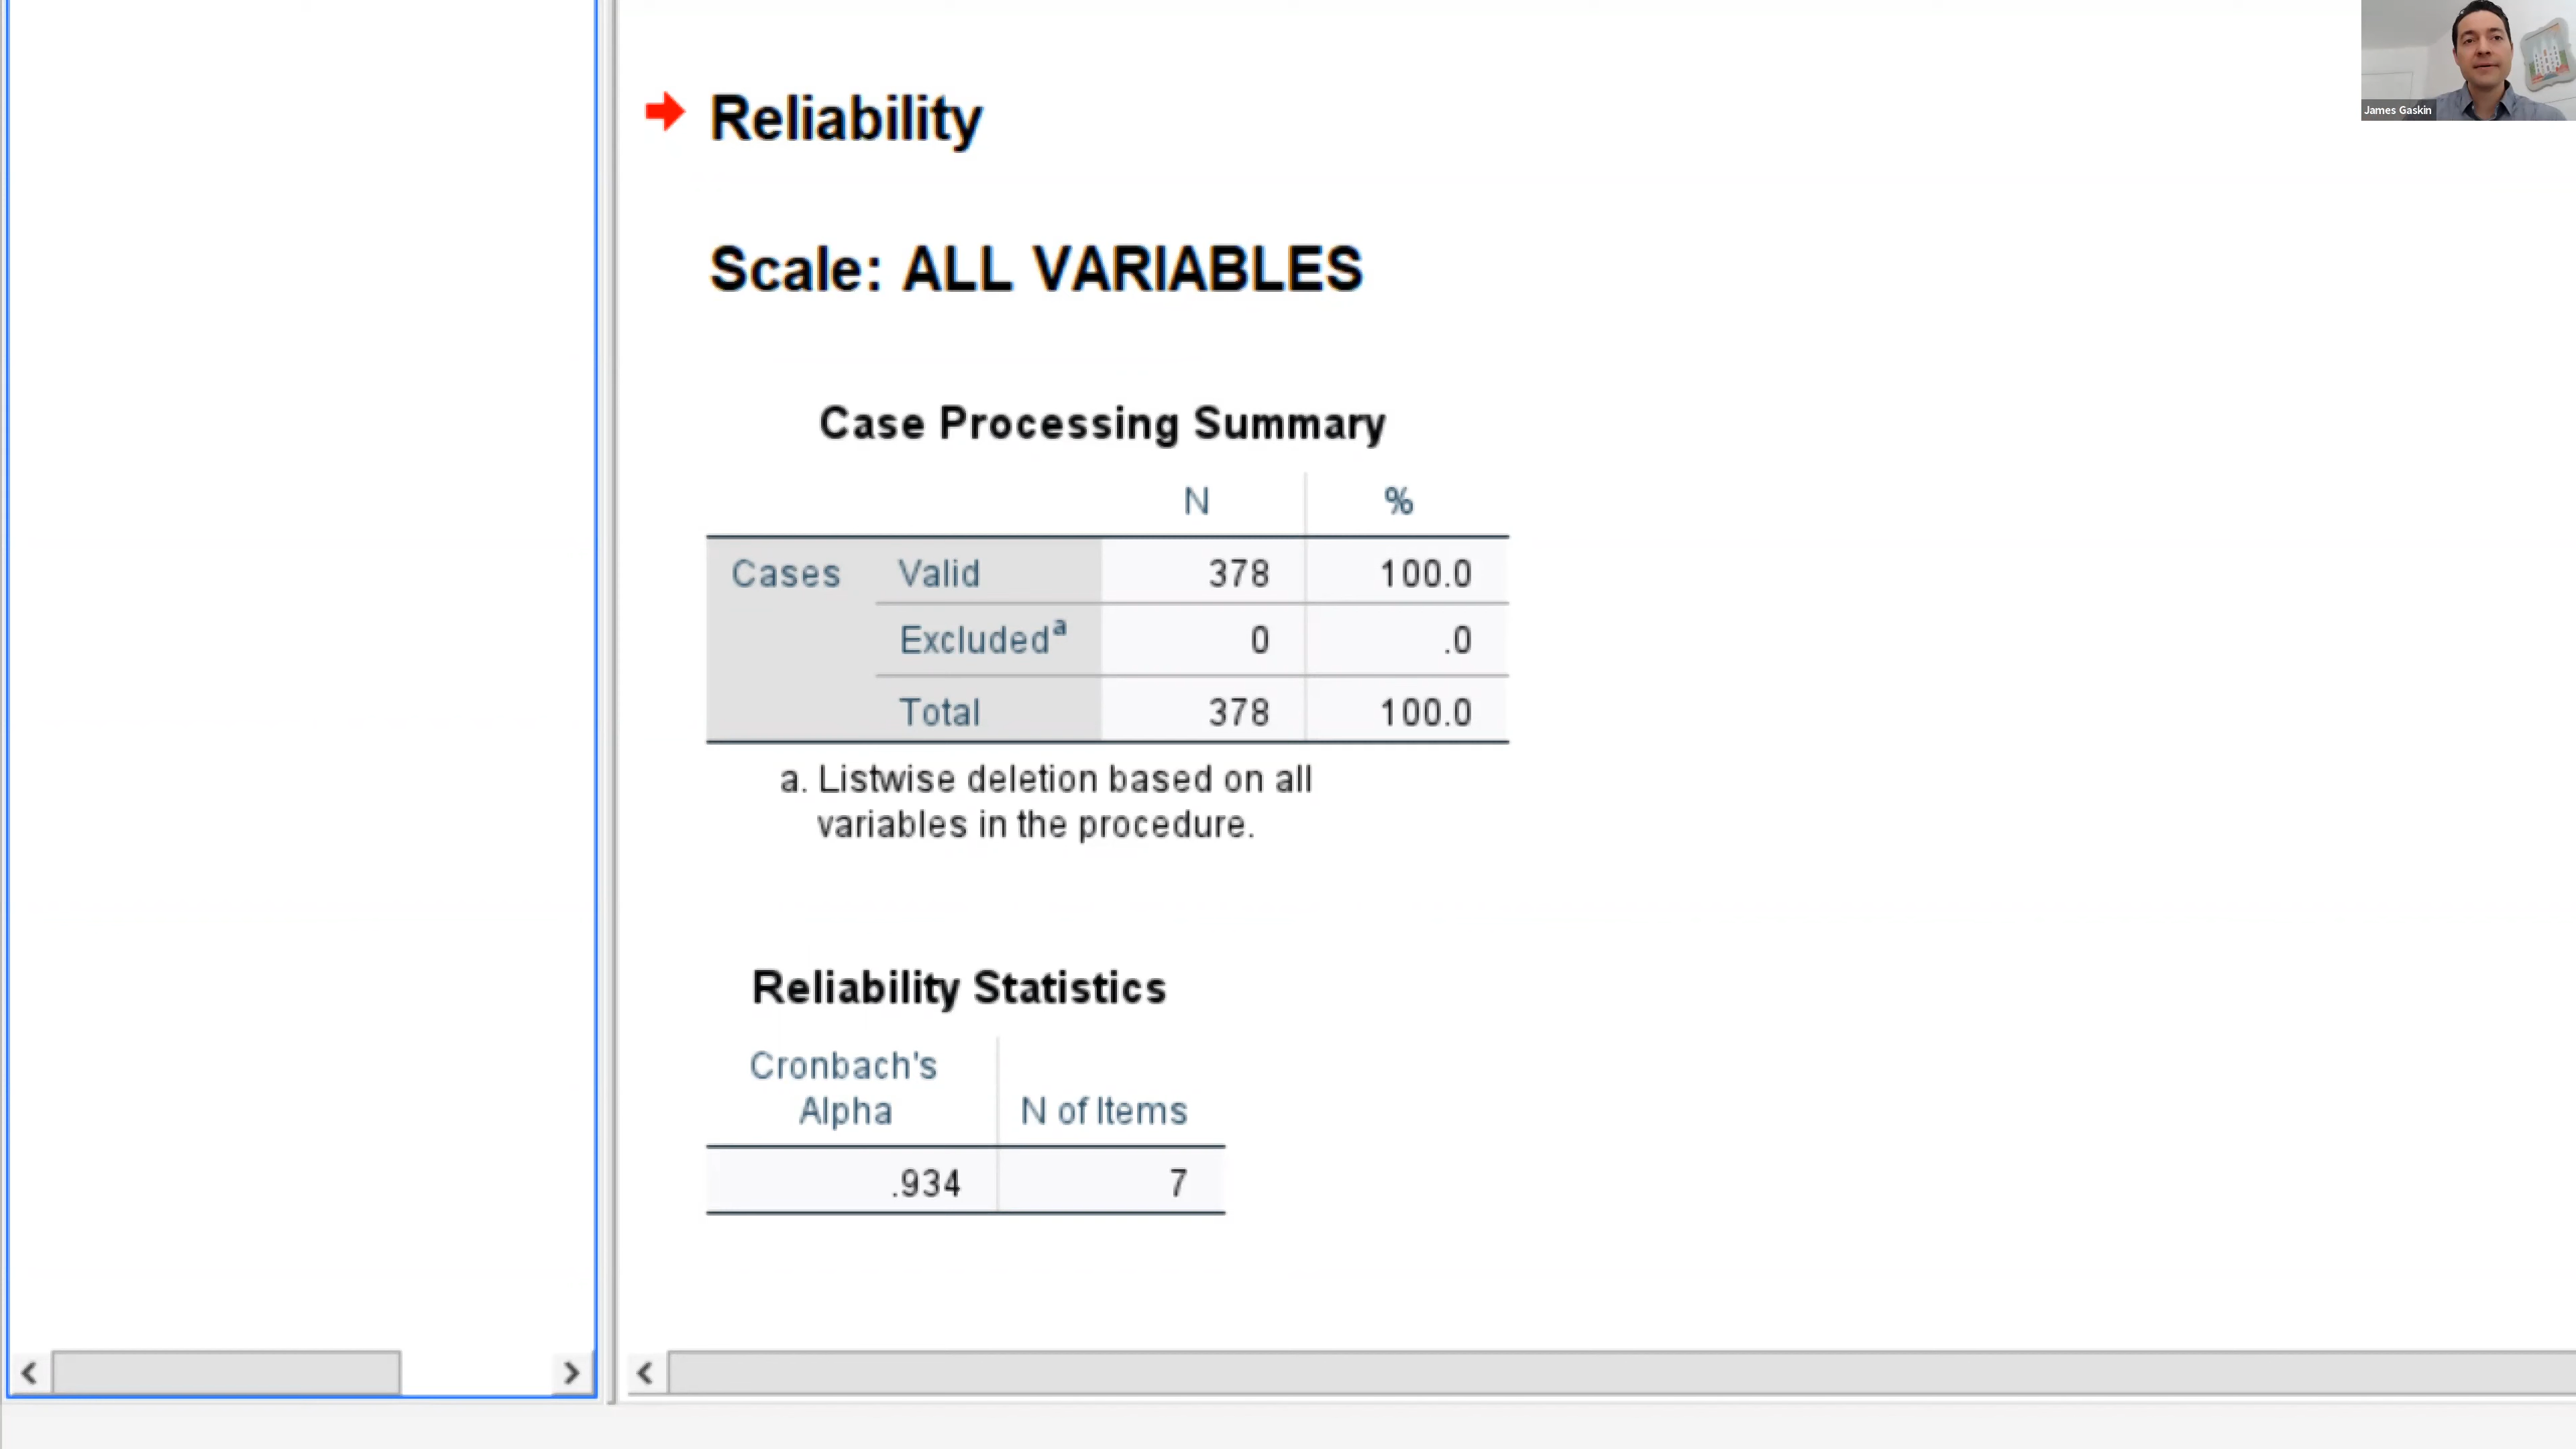 James Gaskin
Reliability
Scale: ALL VARIABLES
Case Processing Summary
N %
Cases Valid 378 100.0
Excludedᵃ 0 .0
Total 378 100.0
a. Listwise deletion based on all
variables in the procedure.
Reliability Statistics
Cronbach's
Alpha N of Items
.934 7